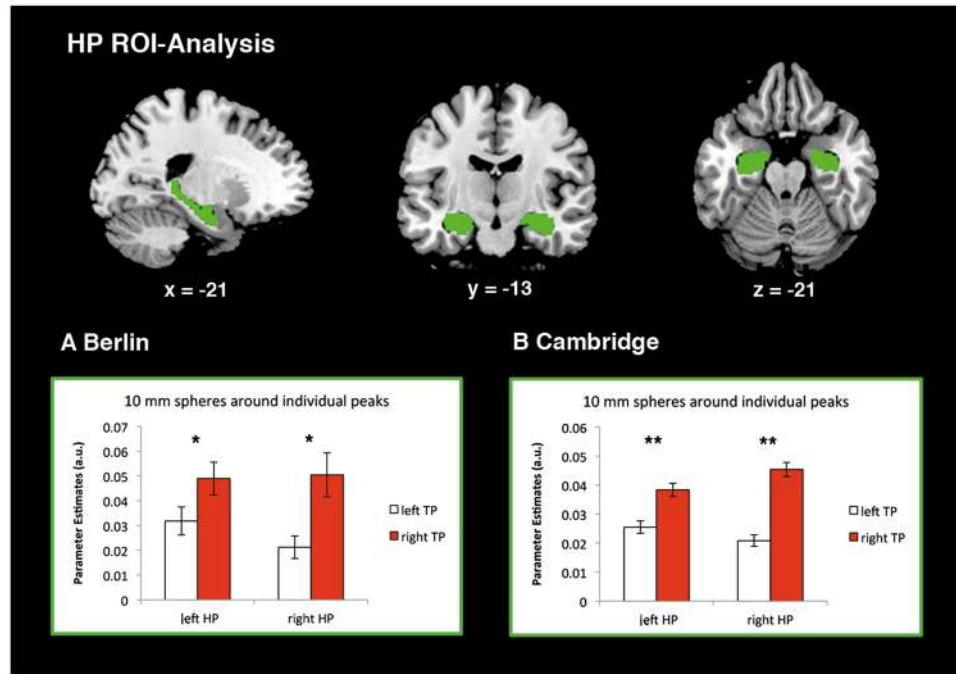 HP ROI-Analysis
x = -21
y = -13
z = -21
A Berlin
B Cambridge
10 mm spheres around individual peaks
Parameter Estimates (a.u.)
0.07
0.06
0.05
0.04
0.03
0.02
0.01
0
*
*
left HP
right HP
left TP
right TP
10 mm spheres around individual peaks
Parameter Estimates (a.u.)
0.06
0.05
0.04
0.03
0.02
0.01
0
**
**
left HP
right HP
left TP
right TP